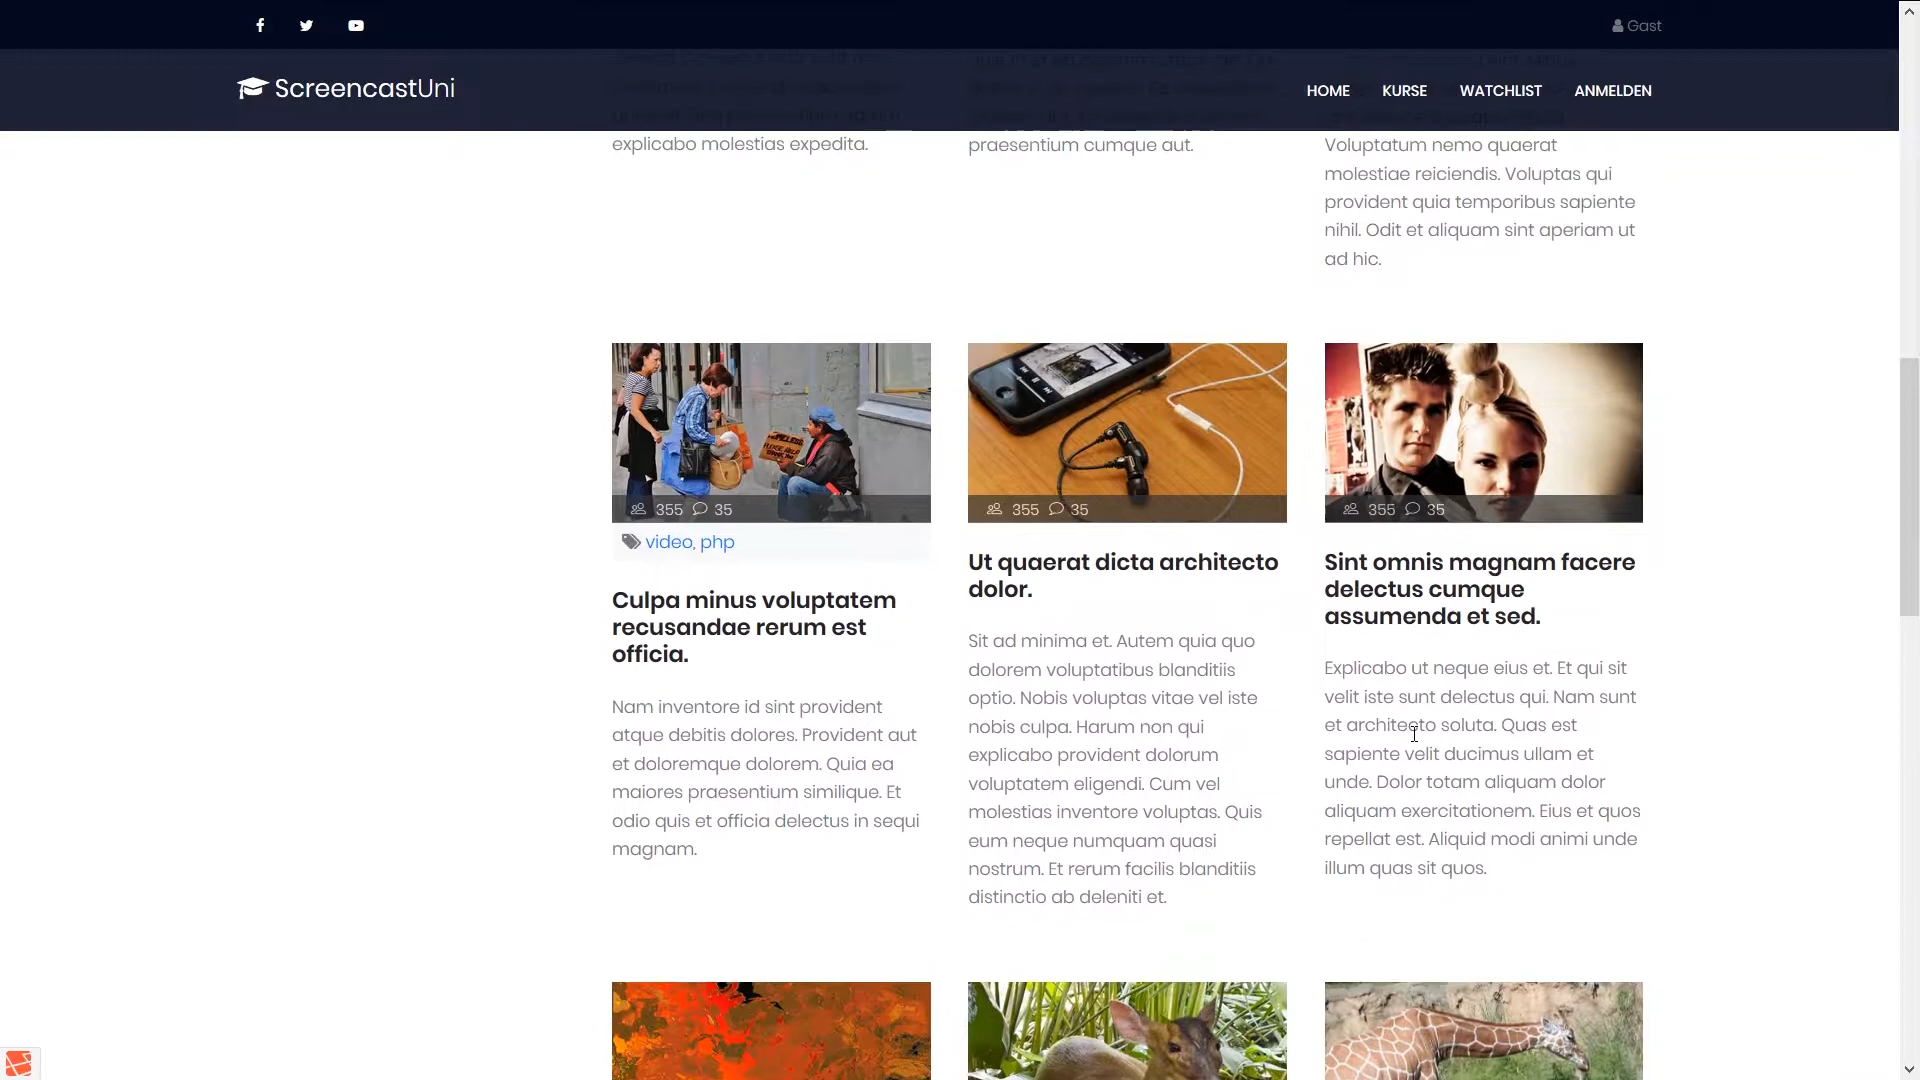 Gast
ScreencastUni
HOME KURSE WATCHLIST ANMELDEN
explicabo molestias expedita.
praesentium cumque aut.
Voluptatum nemo quaerat
molestiae reiciendis. Voluptas qui
provident quia temporibus sapiente
nihil. Odit et aliquam sint aperiam ut
ad hic.
355 35
video, php
Culpa minus voluptatem
recusandae rerum est
officia.
Nam inventore id sint provident
atque debitis dolores. Provident aut
et doloremque dolorem. Quia ea
maiores praesentium similique. Et
odio quis et officia delectus in sequi
magnam.
355 35
Ut quaerat dicta architecto
dolor.
Sit ad minima et. Autem quia quo
dolorem voluptatibus blanditiis
optio. Nobis voluptas vitae vel iste
nobis culpa. Harum non qui
explicabo provident dolorum
voluptatem eligendi. Cum vel
molestias inventore voluptas. Quis
eum neque numquam quasi
nostrum. Et rerum facilis blanditiis
distinctio ab deleniti et.
355 35
Sint omnis magnam facere
delectus cumque
assumenda et sed.
Explicabo ut neque eius et. Et qui sit
velit iste sunt delectus qui. Nam sunt
et architecto soluta. Quas est
sapiente velit ducimus ullam et
unde. Dolor totam aliquam dolor
aliquam exercitationem. Eius et quos
repellat est. Aliquid modi animi unde
illum quas sit quos.